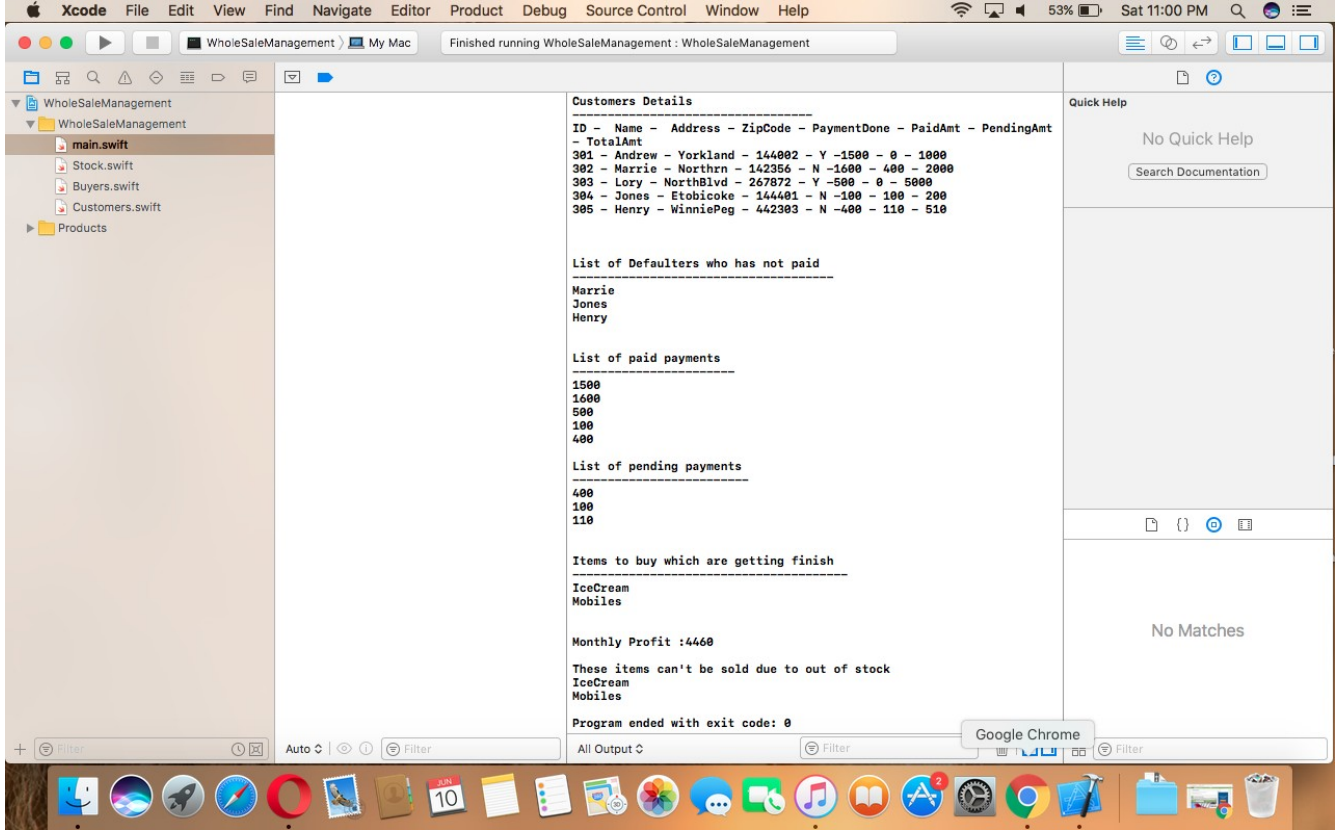 Xcode File Edit View Find Navigate Editor Product Debug Source Control Window Help 53% Sat 11:00 PM
WholeSaleManagement 〉 My Mac Finished running WholeSaleManagement : WholeSaleManagement
WholeSaleManagement
WholeSaleManagement
main.swift
Stock.swift
Buyers.swift
Customers.swift
Products
Customers Details
----------------------------------
ID - Name - Address - ZipCode - PaymentDone - PaidAmt - PendingAmt
- TotalAmt
301 - Andrew - Yorkland - 144002 - Y -1500 - 0 - 1000
302 - Marrie - Northrn - 142356 - N -1600 - 400 - 2000
303 - Lory - NorthBlvd - 267872 - Y -500 - 0 - 5000
304 - Jones - Etobicoke - 144401 - N -100 - 100 - 200
305 - Henry - WinniePeg - 442303 - N -400 - 110 - 510
List of Defaulters who has not paid
-------------------------------------
Marrie
Jones
Henry
List of paid payments
-----------------------
1500
1600
500
100
400
List of pending payments
-------------------------
400
100
110
Items to buy which are getting finish
---------------------------------------
IceCream
Mobiles
Monthly Profit :4460
These items can't be sold due to out of stock
IceCream
Mobiles
Program ended with exit code: 0
Quick Help
No Quick Help
Search Documentation
No Matches
Google Chrome
Filter
Auto
Filter
All Output
Filter
Filter
JUN
10
3D
2